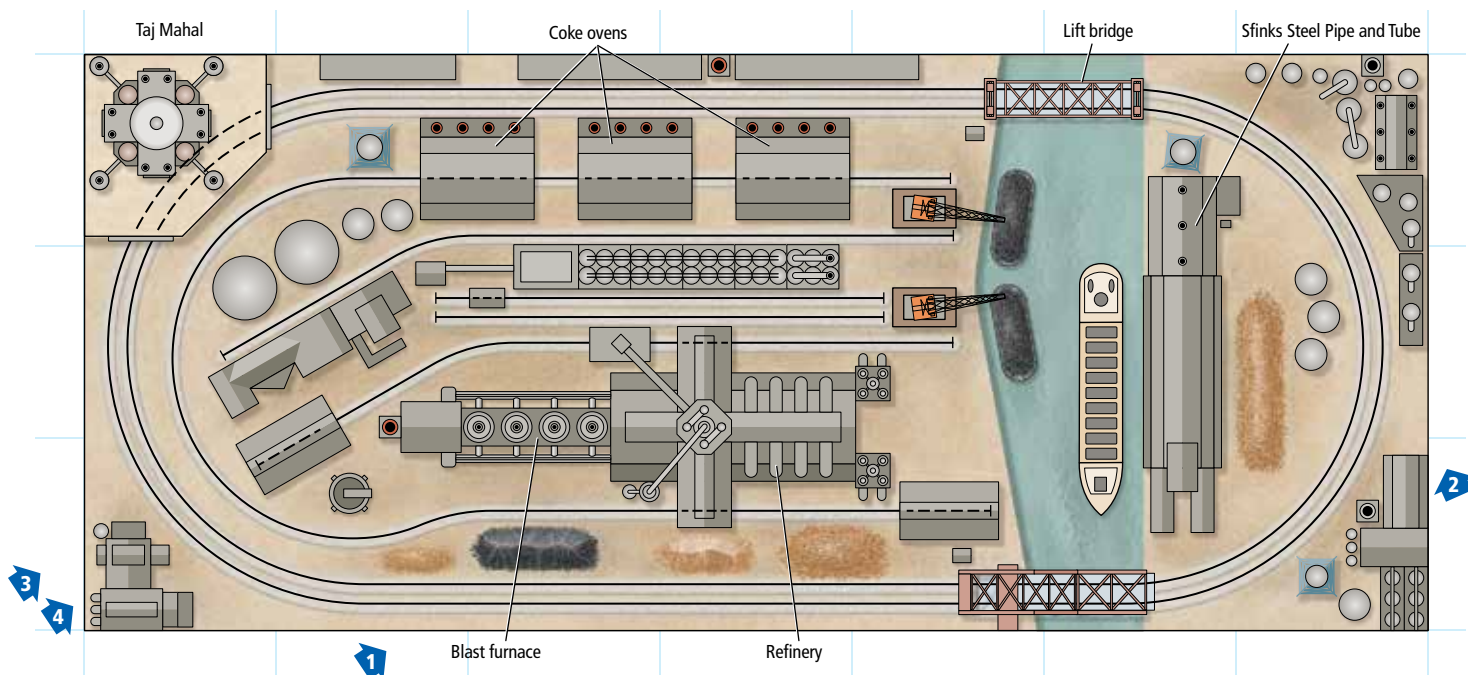 Taj Mahal
Coke ovens
Lift bridge
Sfinks Steel Pipe and Tube
2
3
4
1
Blast furnace
Refinery